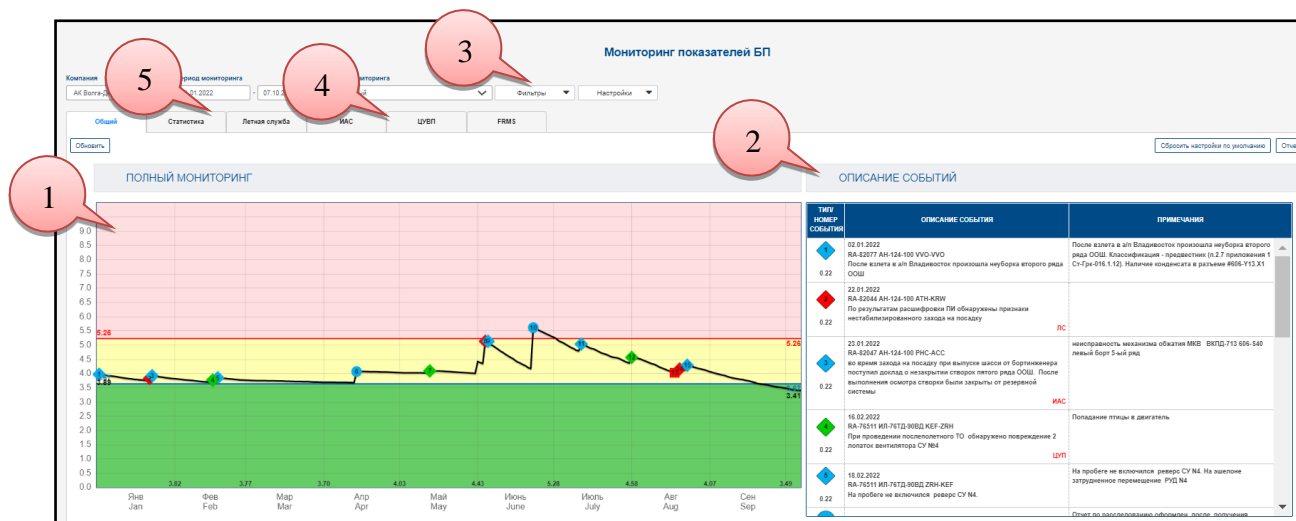 Мониторинг показателей БП
Компания
период мониторинга
мониторинга
АК Волга-Д
.01.2022
- 07.10.2
Фильтры
Настройки
Общий
Статистика
Летная служба
ИАС
ЦУВП
FRMS
Обновить
Сбросить настройки по умолчанию
Отче
1
2
3
4
5
ПОЛНЫЙ МОНИТОРИНГ
9.0
8.5
8.0
7.5
7.0
6.5
6.0
5.5
5.0
4.5
4.0
3.5
3.0
2.5
2.0
1.5
1.0
0.5
0.0
5.26
5.26
3.89
3.41
3.82
3.77
3.70
4.03
4.43
5.28
4.58
4.07
3.49
Янв
Jan
Фев
Feb
Мар
Mar
Апр
Apr
Май
May
Июнь
June
Июль
July
Авг
Aug
Сен
Sep
ОПИСАНИЕ СОБЫТИЙ
ТИП/
НОМЕР
СОБЫТИЯ
ОПИСАНИЕ СОБЫТИЯ
ПРИМЕЧАНИЯ
1
0.22
02.01.2022
RA-82077 АН-124-100 VVO-VVO
После взлета в а/п Владивосток произошла неуборка второго ряда
ООШ
После взлета в а/п Владивосток произошла неуборка второго
ряда ООШ. Классификация - предвестник (п.2.7 приложения 1
Ст-Грк-016.1.12). Наличие конденсата в разъеме #606-Y13.X1
2
0.22
22.01.2022
RA-82044 АН-124-100 ATH-KRW
По результатам расшифровки ПИ обнаружены признаки
нестабилизированного захода на посадку
ЛС
3
0.22
23.01.2022
RA-82047 АН-124-100 PHC-ACC
во время захода на посадку при выпуске шасси от бортинженера
поступил доклад о незакрытии створок пятого ряда ООШ. После
выполнения осмотра створки были закрыты от резервной
системы
ИАС
неисправность механизма обжатия МКВ ВКПД-713 606-340
левый борт 5-ый ряд
4
0.22
16.02.2022
RA-76511 ИЛ-76ТД-90ВД KEF-ZRH
При проведении послеполетного ТО обнаружено повреждение 2
лопаток вентилятора СУ №4
ЦУП
Попадание птицы в двигатель
5
0.22
18.02.2022
RA-76511 ИЛ-76ТД-90ВД ZRH-KEF
На пробеге не включился реверс СУ N4.
На пробеге не включился реверс СУ N4. На эшелоне
затрудненное перемещение РУД N4
Отчет по расследованию оформлен после получения